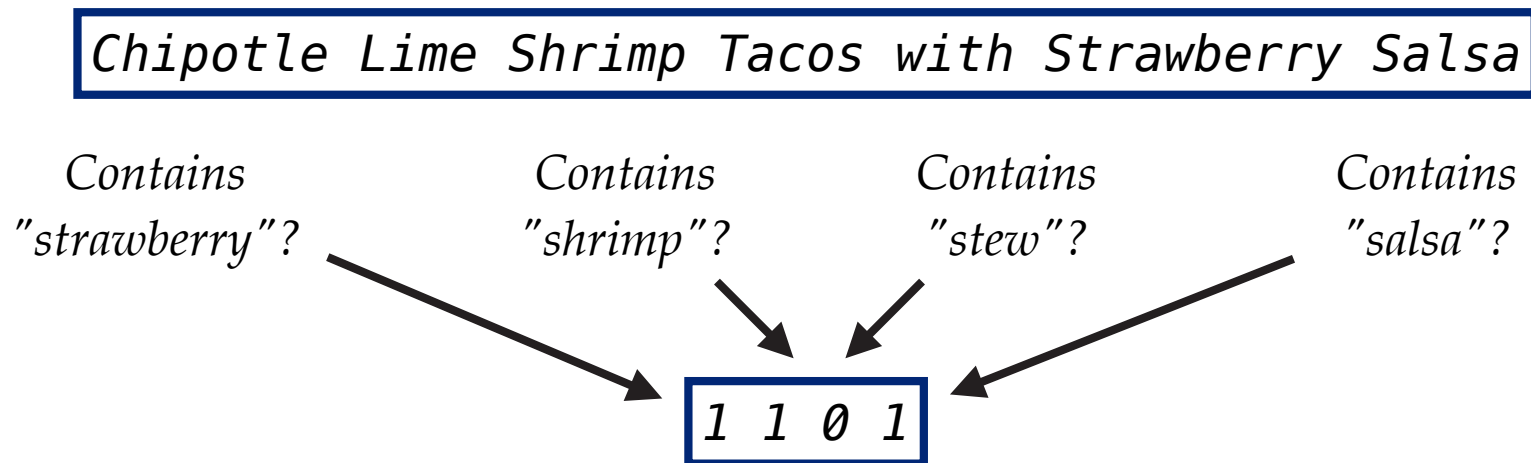 Chipotle Lime Shrimp Tacos with Strawberry Salsa
Contains
"strawberry"?
Contains
"shrimp"?
Contains
"stew"?
Contains
"salsa"?
1 1 0 1